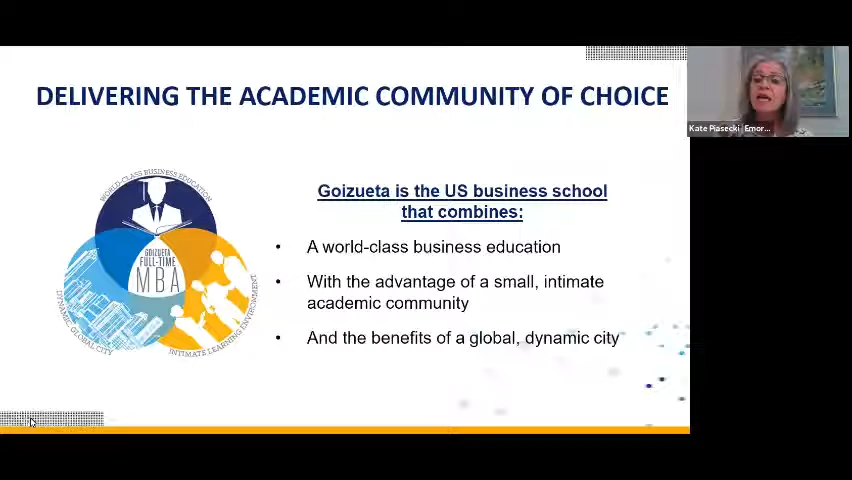 DELIVERING THE ACADEMIC COMMUNITY OF CHOICE
Kate Piasecki Emor...
WORLD-CLASS BUSINESS EDUCATION
GOIZUETA
FULL-TIME
MBA
DYNAMIC GLOBAL CITY
INTIMATE LEARNING ENVIRONMENT
Goizueta is the US business school
that combines:
• A world-class business education
• With the advantage of a small, intimate
academic community
• And the benefits of a global, dynamic city